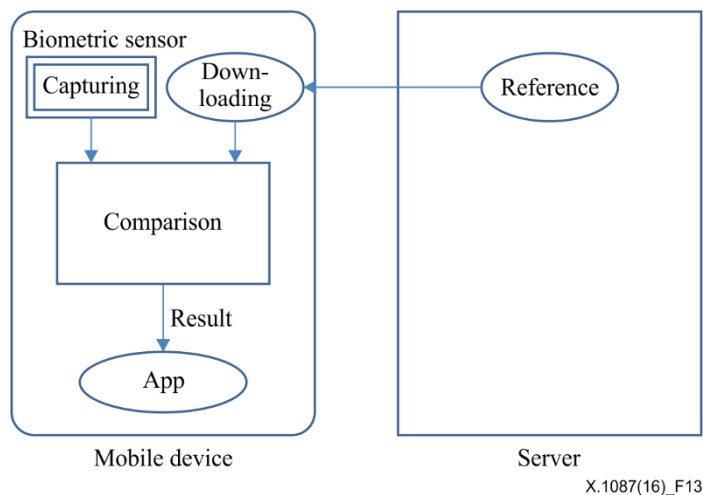 Biometric sensor
Capturing
Down-
loading
Reference
Comparison
Result
App
Mobile device
Server
X.1087(16)_F13